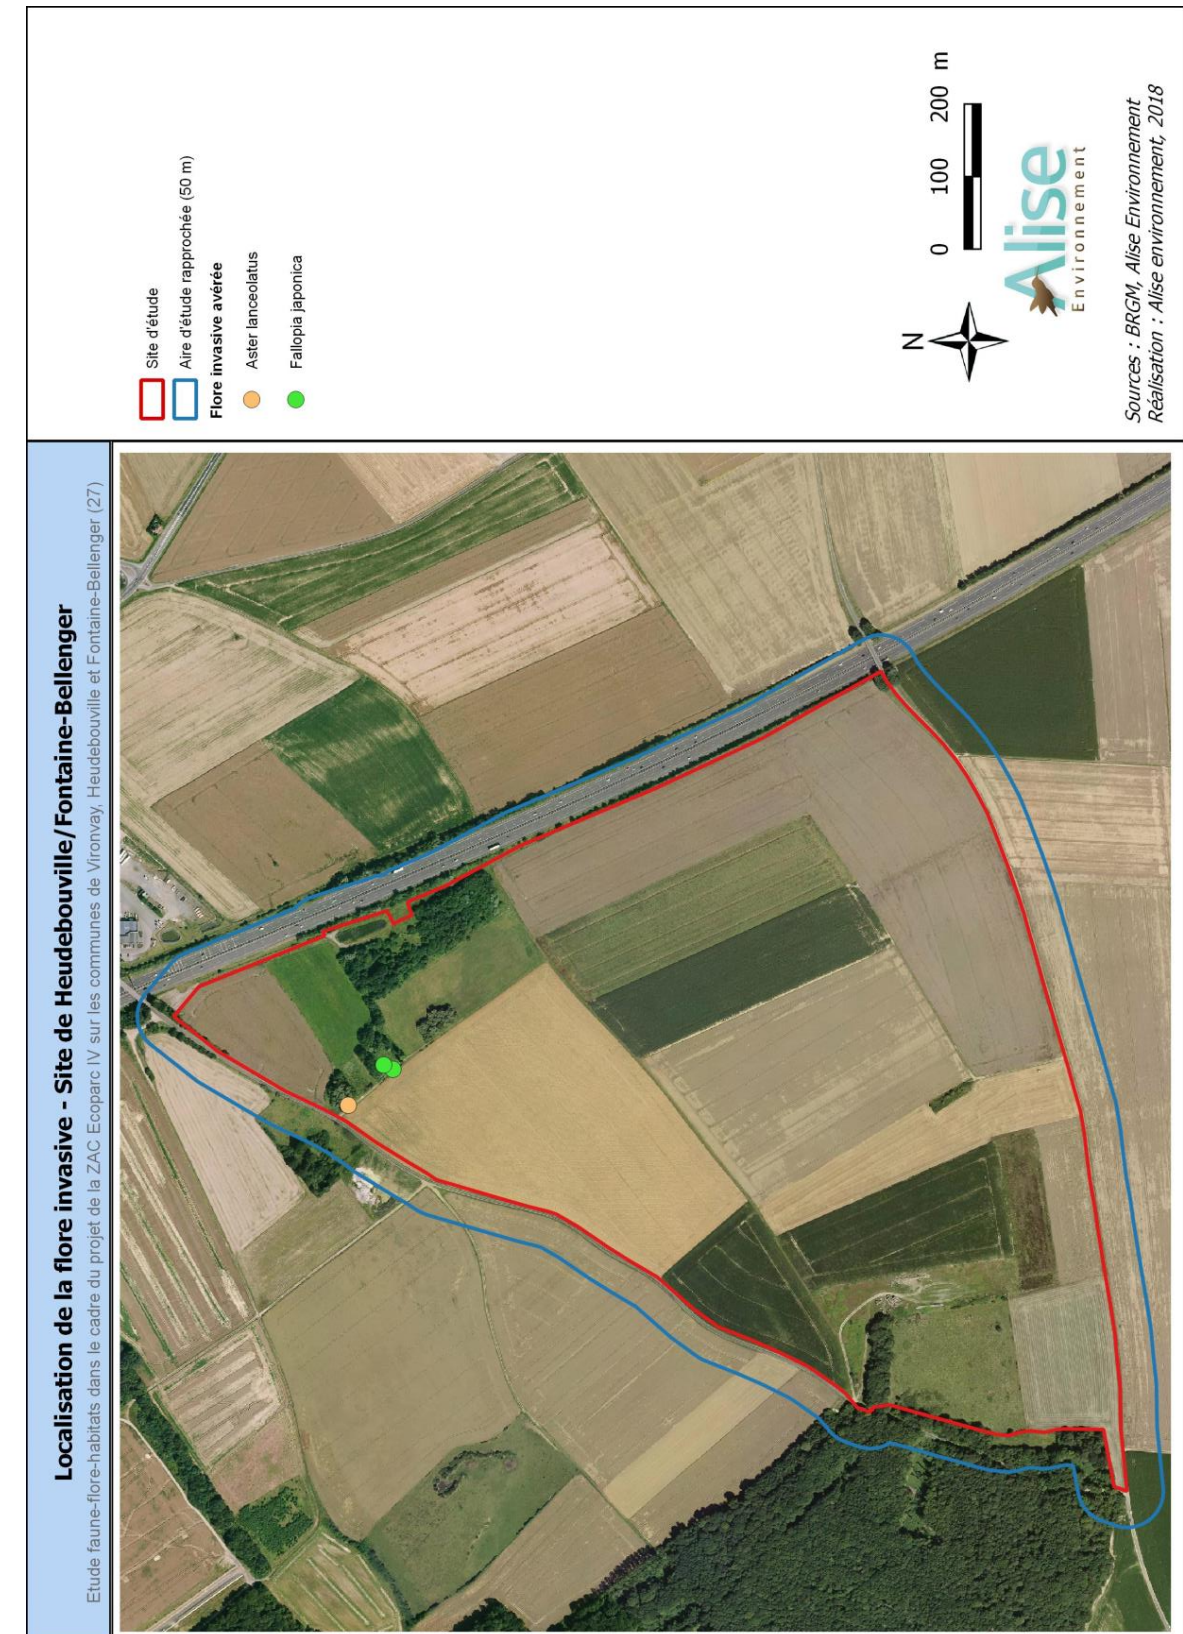 Localisation de la flore invasive - Site de Heudebouville/Fontaine-Bellenger
Etude faune-flore-habitats dans le cadre du projet de la ZAC Ecoparc IV sur les communes de Vironvay, Heudebouville et Fontaine-Bellenger (27)
Site d'étude
Aire d'étude rapprochée (50 m)
Flore invasive avérée
Aster lanceolatus
Fallopia japonica
N
0 100 200 m
Alise
Environnement
Sources : BRGM, Alise Environnement
Réalisation : Alise environnement, 2018